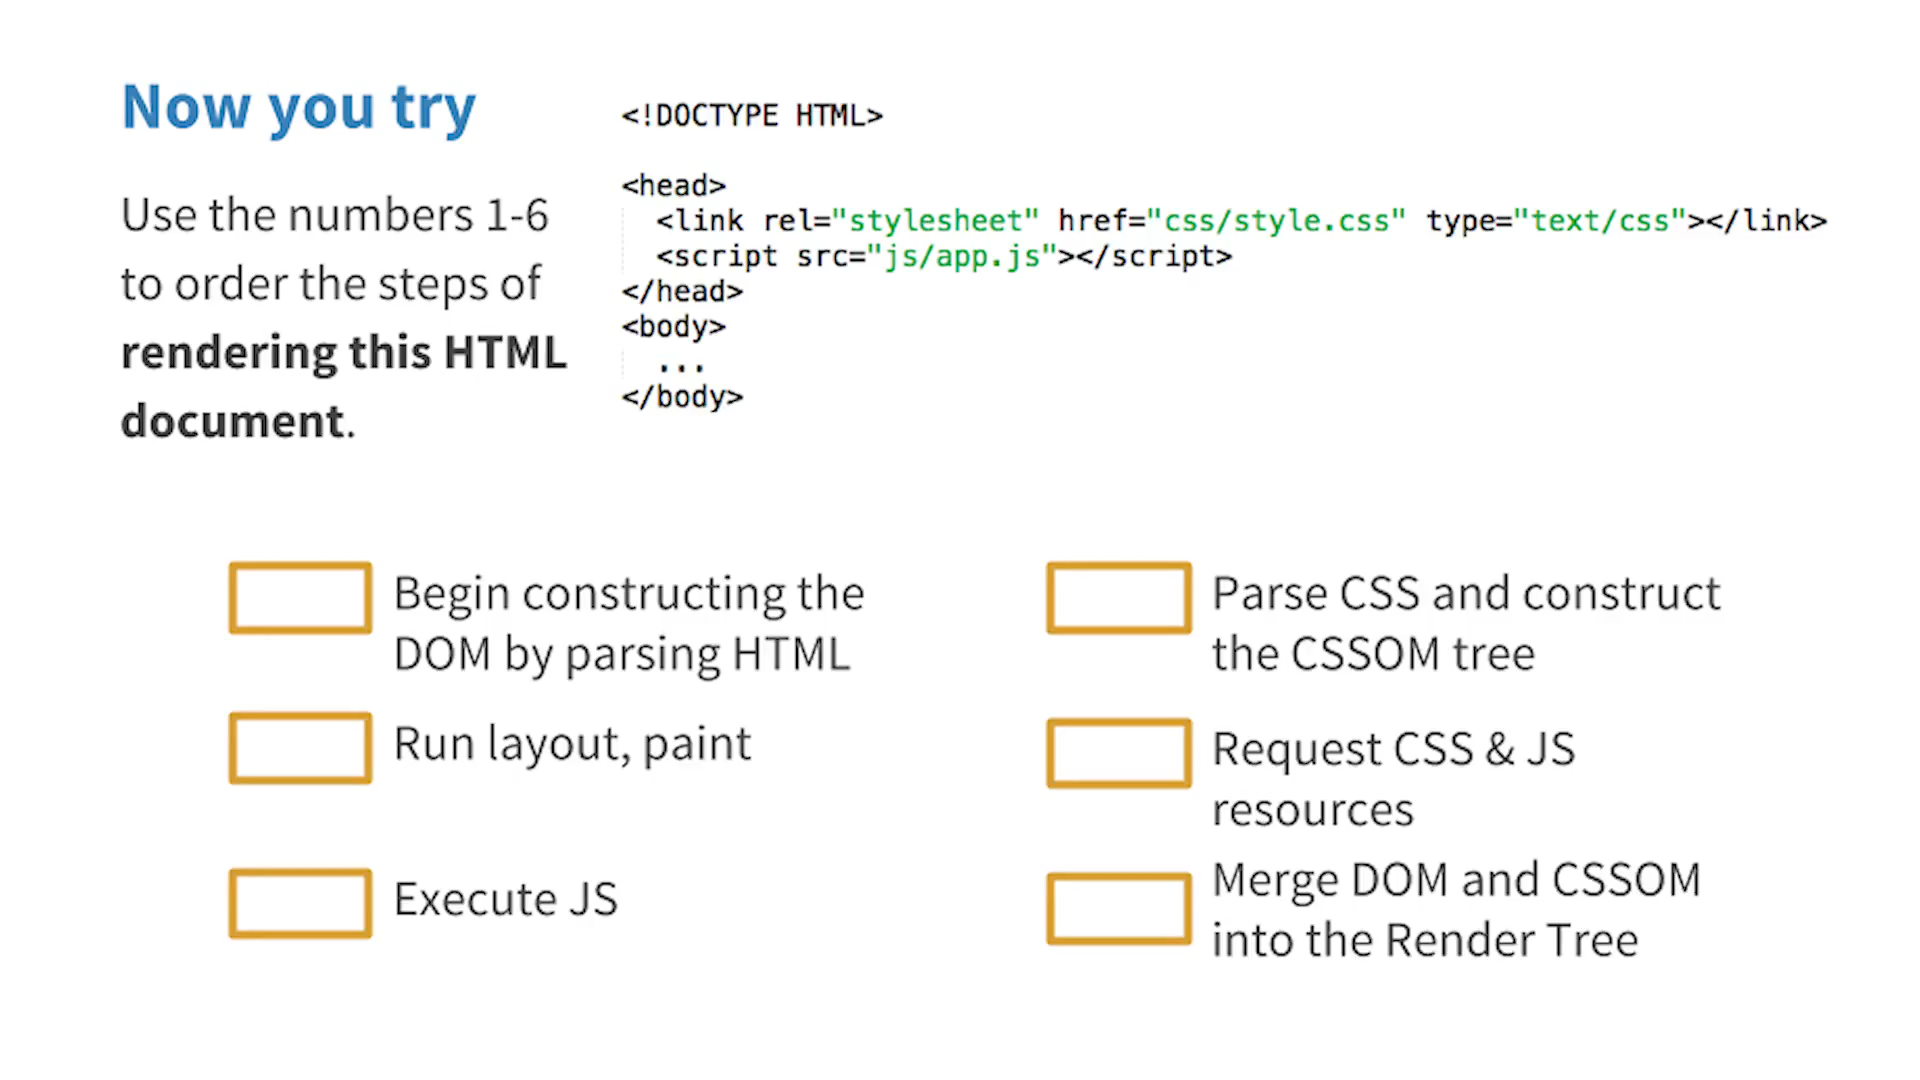 Now you try
Use the numbers 1-6
to order the steps of
rendering this HTML
document.
<!DOCTYPE HTML>
<head>
<link rel="stylesheet" href="css/style.css" type="text/css"></link>
<script src="js/app.js"></script>
</head>
<body>
...
</body>
Begin constructing the
DOM by parsing HTML
Run layout, paint
Execute JS
Parse CSS and construct
the CSSOM tree
Request CSS & JS
resources
Merge DOM and CSSOM
into the Render Tree